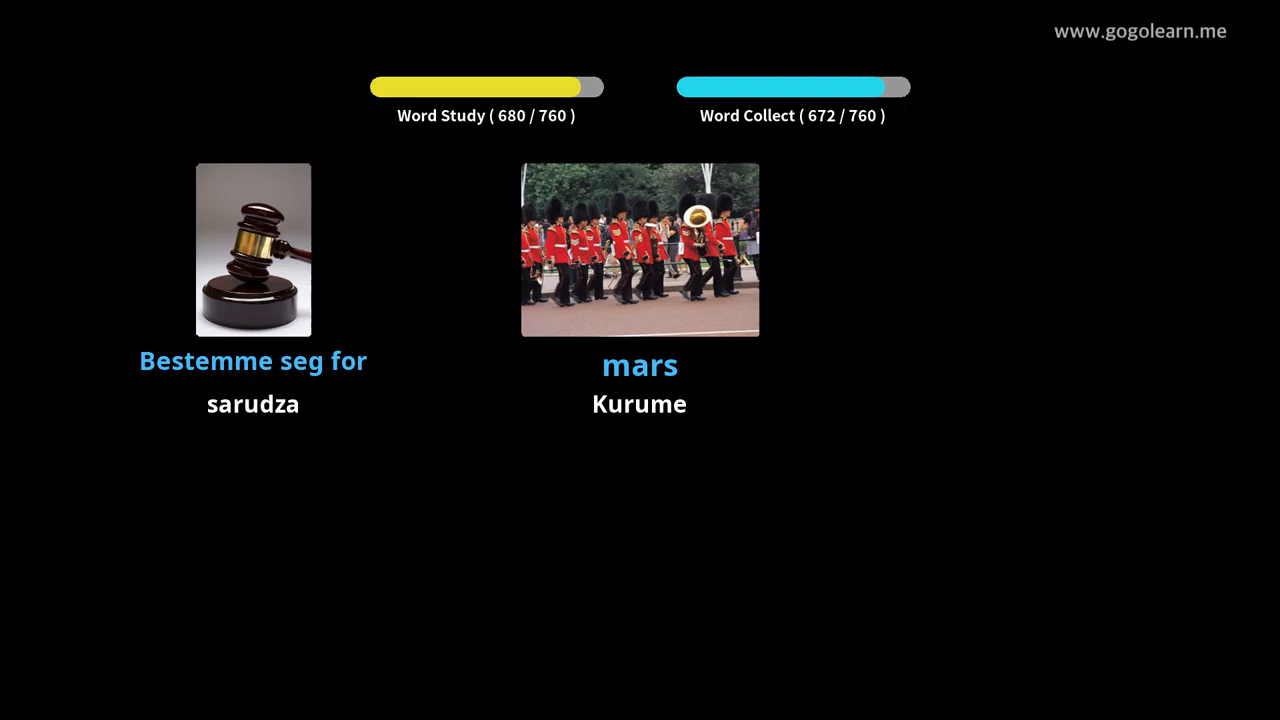 www.gogolearn.me
Word Study ( 680 / 760 )
Word Collect ( 672 / 760 )
Bestemme seg for
sarudza
mars
Kurume